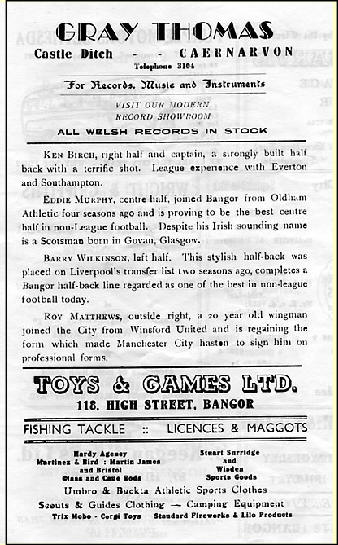 GRAY THOMAS
Castle Ditch - - CAERNARVON
Telephone 3104
For Records, Music and Instruments
VISIT OUR MODERN
RECORD SHOWROOM
ALL WELSH RECORDS IN STOCK
KEN BIRCH, right half and captain, a strongly built half
back with a terrific shot. League experience with Everton
and Southampton.
EDDIE MURPHY, centre half, joined Bangor from Oldham
Athletic four seasons ago and is proving to be the best centre
half in non-League football. Despite his Irish sounding name
is a Scotsman born in Govan, Glasgow.
BARRY WILKINSON, left half. This stylish half-back was
placed on Liverpool's transfer list two seasons ago, completes a
Bangor half-back line regarded as one of the best in non-league
football today.
ROY MATTHEWS, outside right, a 20 year old wingman
joined the City from Winsford United and is regaining the
form which made Manchester City hasten to sign him on
professional forms.
TOYS & GAMES LTD.
118, HIGH STREET, BANGOR
FISHING TACKLE :: LICENCES & MAGGOTS
Hardy Agency
Martinez & Bird : Martin James
and Bristol
Glass and Cane Rods
Stuart Surridge
and
Wisden
Sports Goods
Umbro & Buckta Athletic Sports Clothes
Scouts & Guides Clothing — Camping Equipment
Trix Mebo - Corgi Toys Standard Fireworks & Lilo Products